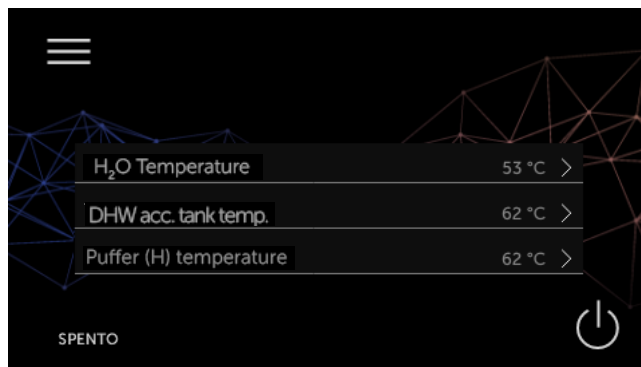 H₂O Temperature 53 °C
DHW acc. tank temp. 62 °C
Puffer (H) temperature 62 °C
SPENTO